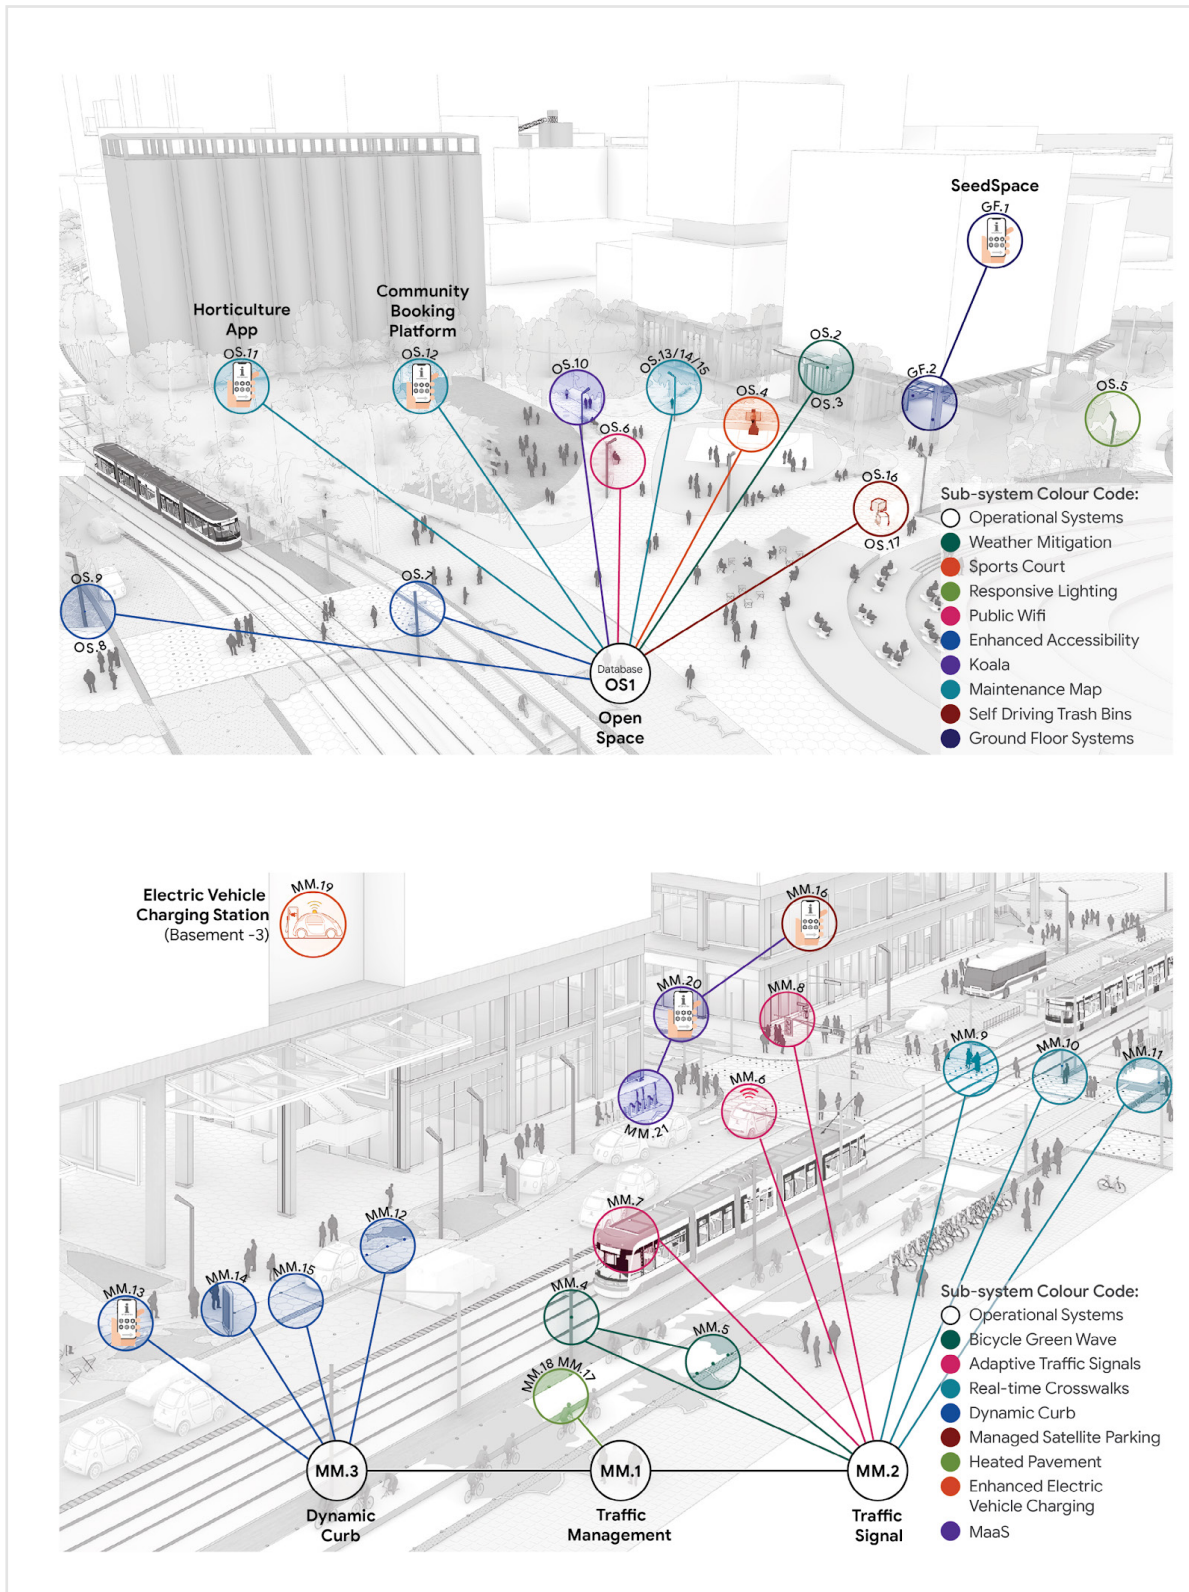 SeedSpace
GF.1
Horticulture
App
OS.11
Community
Booking
Platform
OS.12
OS.10
OS.13/14/15
OS.2
OS.3
OS.4
GF.2
OS.5
OS.6
OS.16
OS.17
OS.9
OS.8
OS.7
Database
OS1
Open
Space
Sub-system Colour Code:
Operational Systems
Weather Mitigation
Sports Court
Responsive Lighting
Public Wifi
Enhanced Accessibility
Koala
Maintenance Map
Self Driving Trash Bins
Ground Floor Systems
Electric Vehicle
Charging Station
(Basement -3)
MM.19
MM.16
MM.20
MM.8
MM.9
MM.10
MM.11
MM.6
MM.21
MM.7
MM.12
MM.13
MM.14
MM.15
MM.4
MM.5
MM.18 MM.17
MM.3
Dynamic
Curb
MM.1
Traffic
Management
MM.2
Traffic
Signal
Sub-system Colour Code:
Operational Systems
Bicycle Green Wave
Adaptive Traffic Signals
Real-time Crosswalks
Dynamic Curb
Managed Satellite Parking
Heated Pavement
Enhanced Electric
Vehicle Charging
MaaS